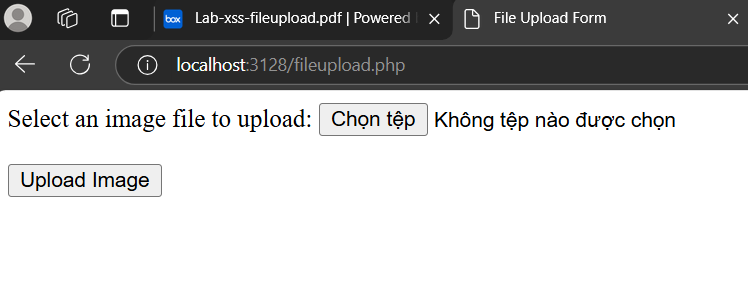 box Lab-xss-fileupload.pdf | Powered File Upload Form
localhost:3128/fileupload.php
Select an image file to upload: Chọn tệp Không tệp nào được chọn
Upload Image